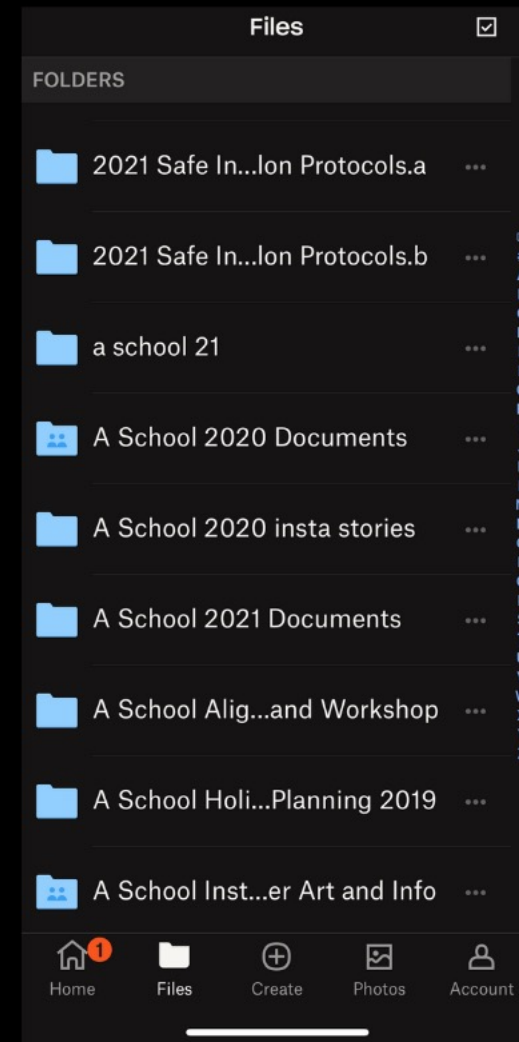 Files
FOLDERS
2021 Safe In...lon Protocols.a
2021 Safe In...lon Protocols.b
a school 21
A School 2020 Documents
A School 2020 insta stories
A School 2021 Documents
A School Alig...and Workshop
A School Holi...Planning 2019
A School Inst...er Art and Info
1
Home Files Create Photos Account